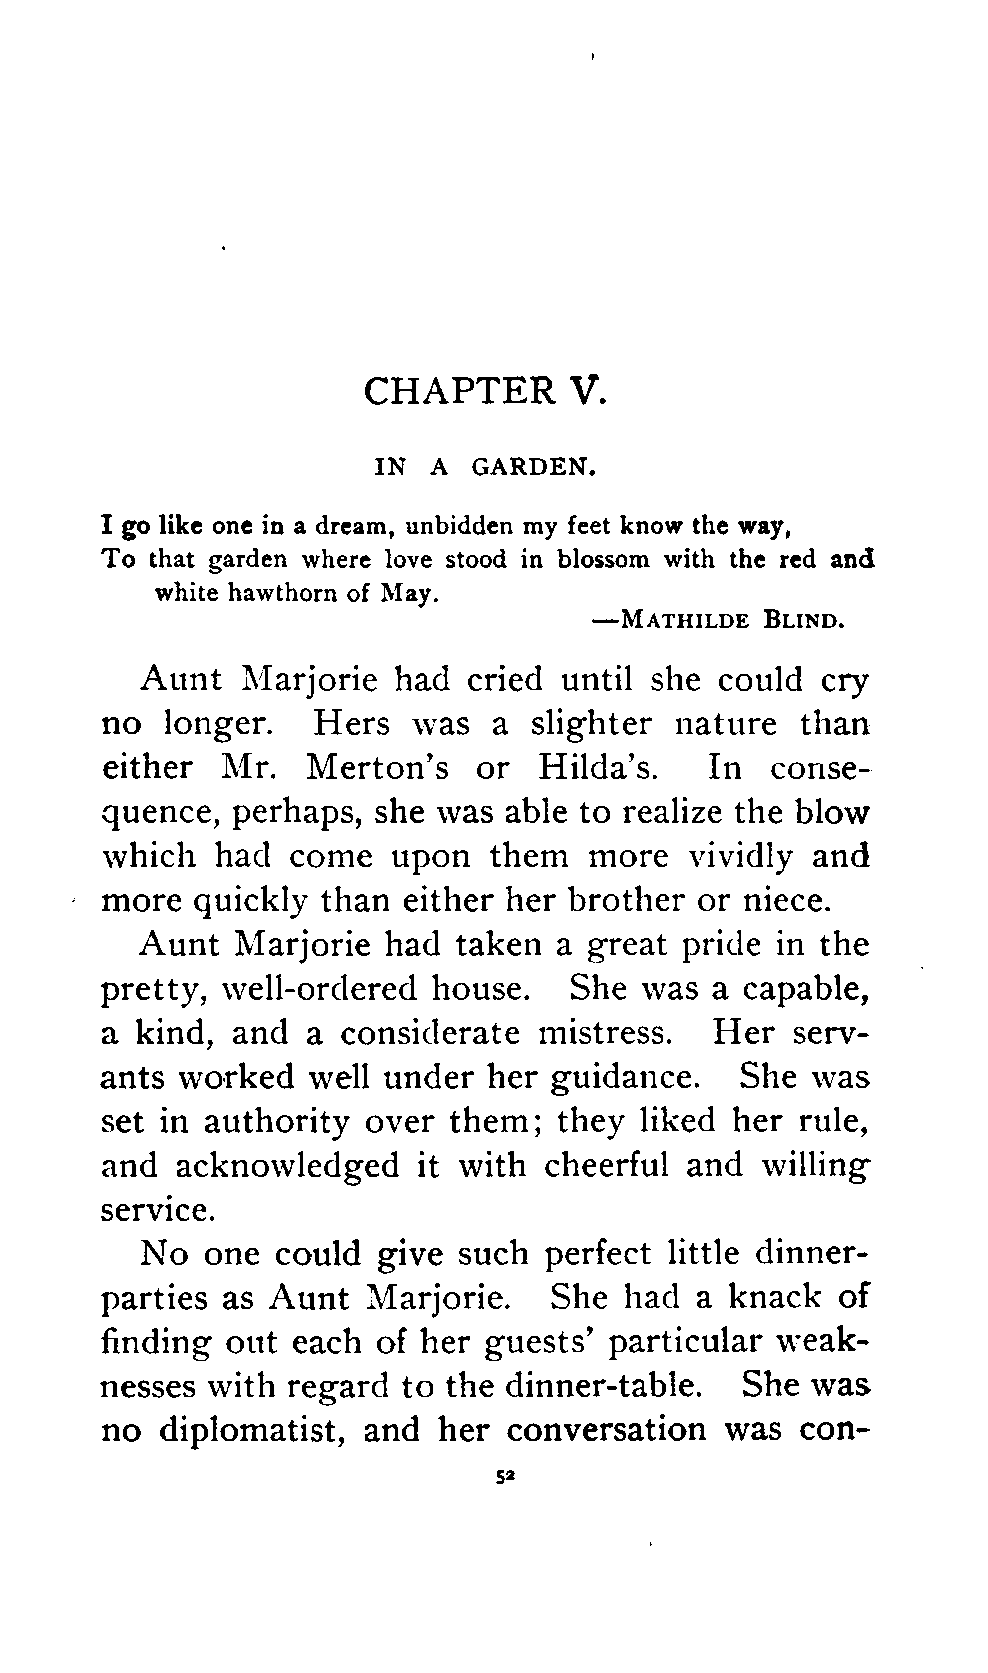 CHAPTER V.
IN A GARDEN.
I go like one in a dream, unbidden my feet know the way,
To that garden where love stood in blossom with the red and
white hawthorn of May.
—MATHILDE BLIND.
Aunt Marjorie had cried until she could cry
no longer. Hers was a slighter nature than
either Mr. Merton's or Hilda's. In conse-
quence, perhaps, she was able to realize the blow
which had come upon them more vividly and
more quickly than either her brother or niece.
Aunt Marjorie had taken a great pride in the
pretty, well-ordered house. She was a capable,
a kind, and a considerate mistress. Her serv-
ants worked well under her guidance. She was
set in authority over them; they liked her rule,
and acknowledged it with cheerful and willing
service.
No one could give such perfect little dinner-
parties as Aunt Marjorie. She had a knack of
finding out each of her guests' particular weak-
nesses with regard to the dinner-table. She was
no diplomatist, and her conversation was con-
52